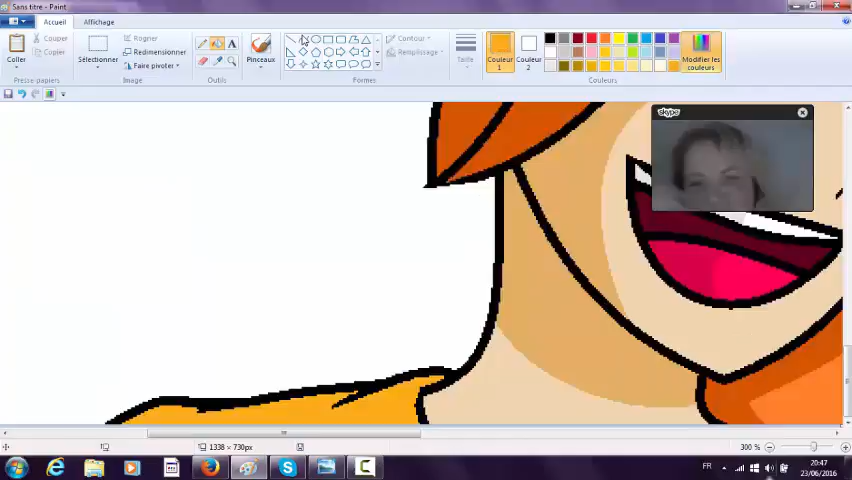 Sans titre - Paint
Accueil Affichage
Coller
Couper
Copier
Presse-papiers
Sélectionner
Rogner
Redimensionner
Faire pivoter
Image
A
Outils
Pinceaux
Contour
Remplissage
Formes
Taille
Couleur 1
Couleur 2
Modifier les couleurs
Couleurs
skype
1338 × 730px
300 %
FR
20:47
23/06/2016